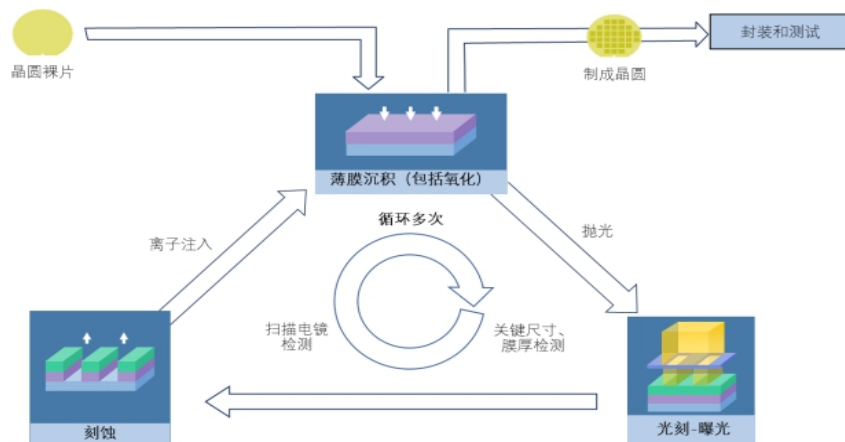 封装和测试
晶圆裸片
制成晶圆
薄膜沉积（包括氧化）
循环多次
抛光
离子注入
扫描电镜
检测
关键尺寸、
膜厚检测
刻蚀
光刻-曝光